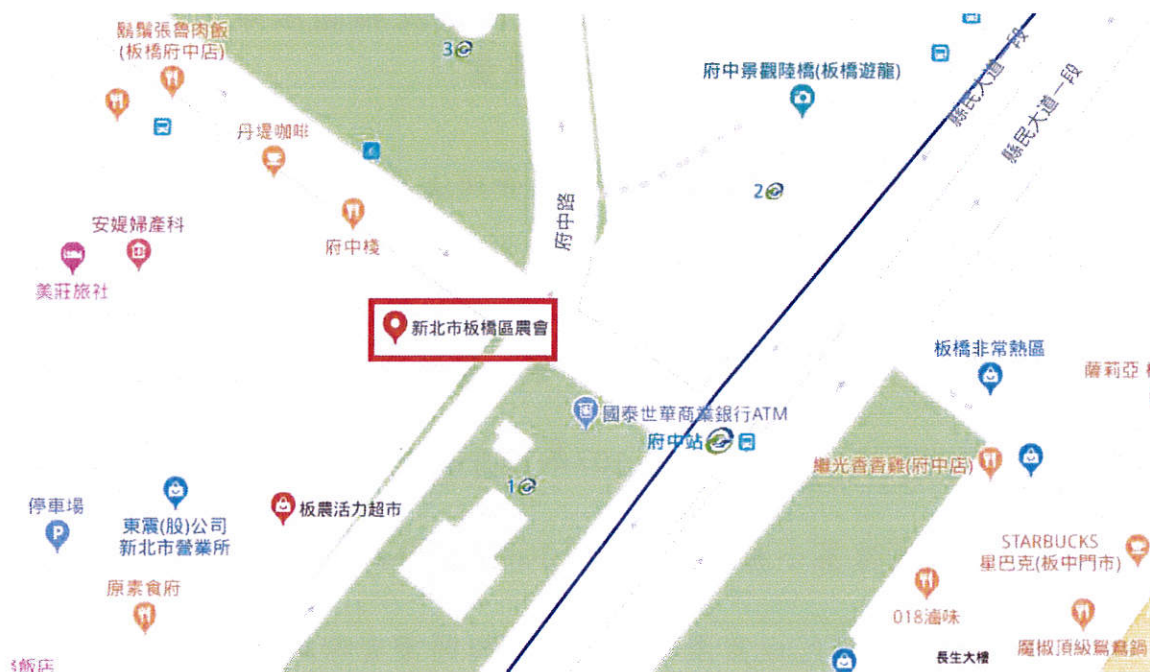 鬍鬚張魯肉飯
(板橋府中店)
3
府中景觀陸橋(板橋遊龍)
縣民大道一段
縣民大道一段
丹堤咖啡
2
府中路
府中棧
安媞婦產科
美莊旅社
新北市板橋區農會
板橋非常熱區
薩莉亞
國泰世華商業銀行ATM
府中站
繼光香香雞(府中店)
1
停車場
P
東震(股)公司
新北市營業所
板農活力超市
STARBUCKS
星巴克(板中門市)
原素食府
018滷味
長生大樓
魔椒頂級鴛鴦鍋
飯店